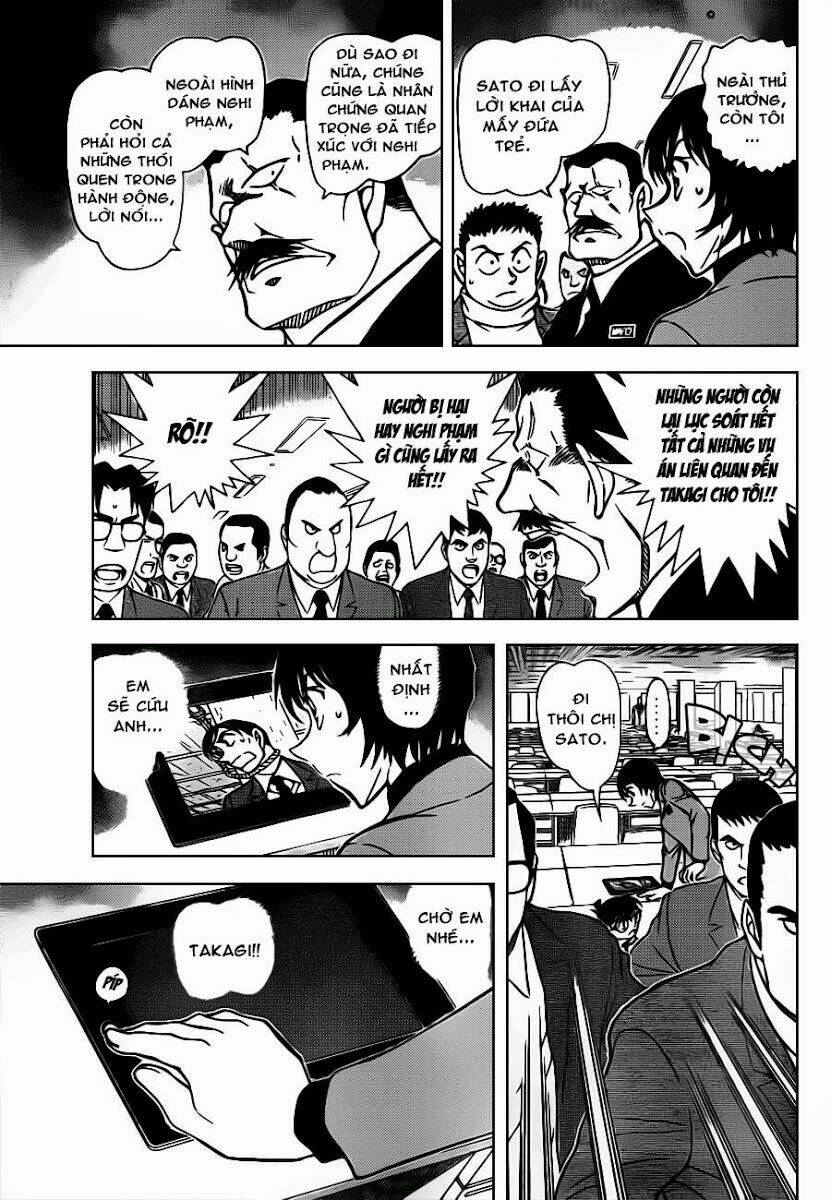 NGÀI THỦ
TRƯỞNG,
CÒN TÔI
...
SATO ĐI LẤY
LỜI KHAI CỦA
MẤY ĐỨA
TRẺ.
DÙ SAO ĐI
NỮA, CHÚNG
CŨNG LÀ NHÂN
CHỨNG QUAN
TRỌNG ĐÃ TIẾP
XÚC VỚI NGHI
PHẠM.
NGOÀI HÌNH
DÁNG NGHI
PHẠM,
CÒN
PHẢI HỎI CẢ
NHỮNG THÓI
QUEN TRONG
HÀNH ĐỘNG,
LỜI NÓI...
NHỮNG NGƯỜI CÒN
LẠI LỤC SOÁT HẾT
TẤT CẢ NHỮNG VỤ
ÁN LIÊN QUAN ĐẾN
TAKAGI CHO TÔI!!
NGƯỜI BỊ HẠI
HAY NGHI PHẠM
GÌ CŨNG LẤY RA
HẾT!!
RÕ!!
BỊCH
......
ĐI
THÔI CHỊ
SATO.
NHẤT
ĐỊNH
...
EM
SẼ CỨU
ANH...
CHỜ EM
NHÉ...
TAKAGI!!
PÍP